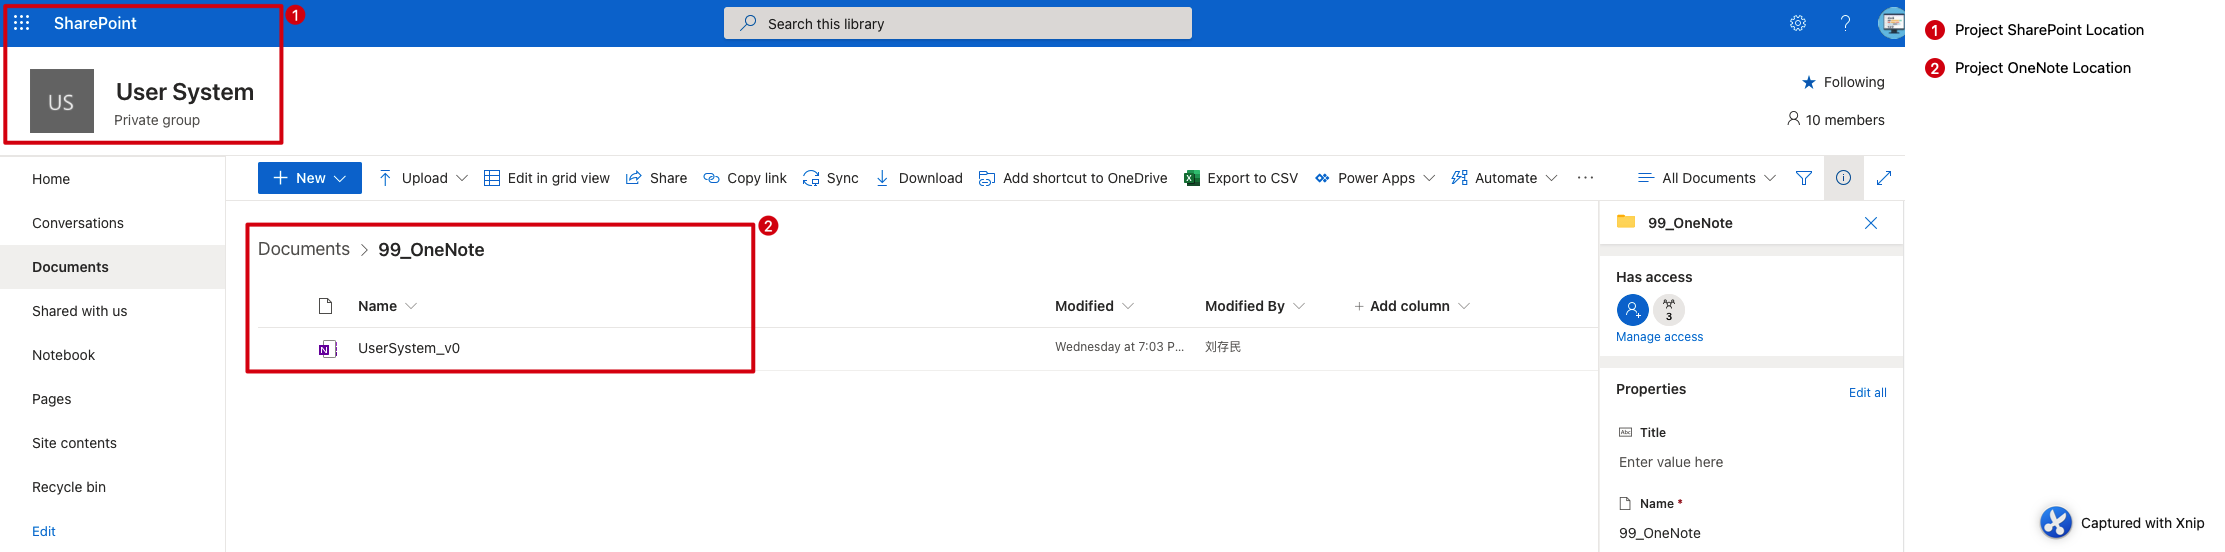 SharePoint
1
Search this library
?
1 Project SharePoint Location
2 Project OneNote Location
US
User System
Private group
Following
10 members
Home
Conversations
Documents
Shared with us
Notebook
Pages
Site contents
Recycle bin
Edit
New
Upload
Edit in grid view
Share
Copy link
Sync
Download
Add shortcut to OneDrive
Export to CSV
Power Apps
Automate
...
All Documents
2
Documents > 99_OneNote
Name
Modified
Modified By
+ Add column
UserSystem_v0
Wednesday at 7:03 P...
刘存民
99_OneNote
Has access
3
Manage access
Properties
Edit all
Abc Title
Enter value here
Name *
99_OneNote
Captured with Xnip